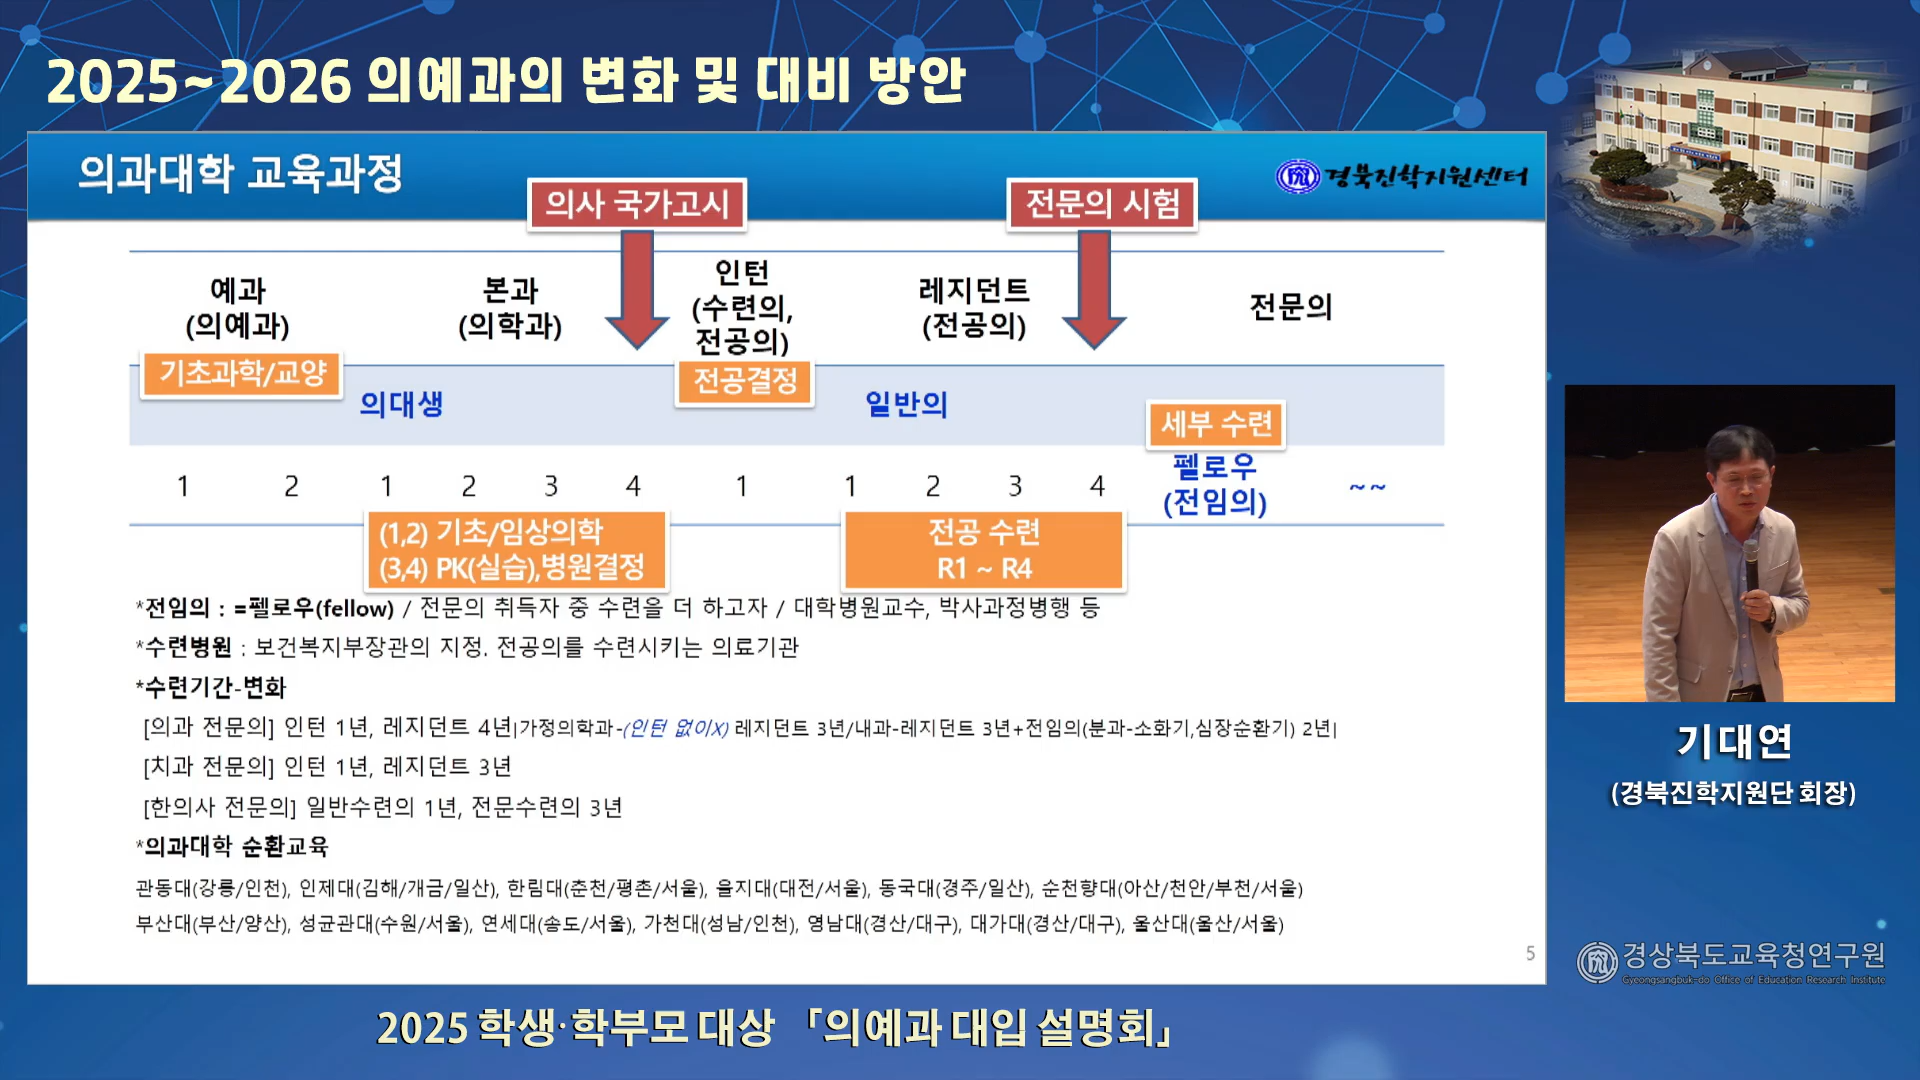 2025~2026 의예과의 변화 및 대비 방안
의과대학 교육과정
경북진학지원센터
의사 국가고시
전문의 시험
예과
(의예과)
본과
(의학과)
인턴
(수련의,
전공의)
레지던트
(전공의)
전문의
기초과학/교양
의대생
전공결정
일반의
세부 수련
1 2 1 2 3 4 1 1 2 3 4
펠로우
(전임의)
~~
(1,2) 기초/임상의학
(3,4) PK(실습),병원결정
전공 수련
R1 ~ R4
*전임의 : =펠로우(fellow) / 전문의 취득자 중 수련을 더 하고자 / 대학병원교수, 박사과정병행 등
*수련병원 : 보건복지부장관의 지정. 전공의를 수련시키는 의료기관
*수련기간-변화
[의과 전문의] 인턴 1년, 레지던트 4년|가정의학과-(인턴 없이X) 레지던트 3년/내과-레지던트 3년+전임의(분과-소화기,심장순환기) 2년|
[치과 전문의] 인턴 1년, 레지던트 3년
[한의사 전문의] 일반수련의 1년, 전문수련의 3년
*의과대학 순환교육
관동대(강릉/인천), 인제대(김해/개금/일산), 한림대(춘천/평촌/서울), 을지대(대전/서울), 동국대(경주/일산), 순천향대(아산/천안/부천/서울)
부산대(부산/양산), 성균관대(수원/서울), 연세대(송도/서울), 가천대(성남/인천), 영남대(경산/대구), 대가대(경산/대구), 울산대(울산/서울)
5
기대연
(경북진학지원단 회장)
경상북도교육청연구원
Gyeongsangbuk-do Office of Education Research Institute
2025 학생·학부모 대상 「의예과 대입 설명회」